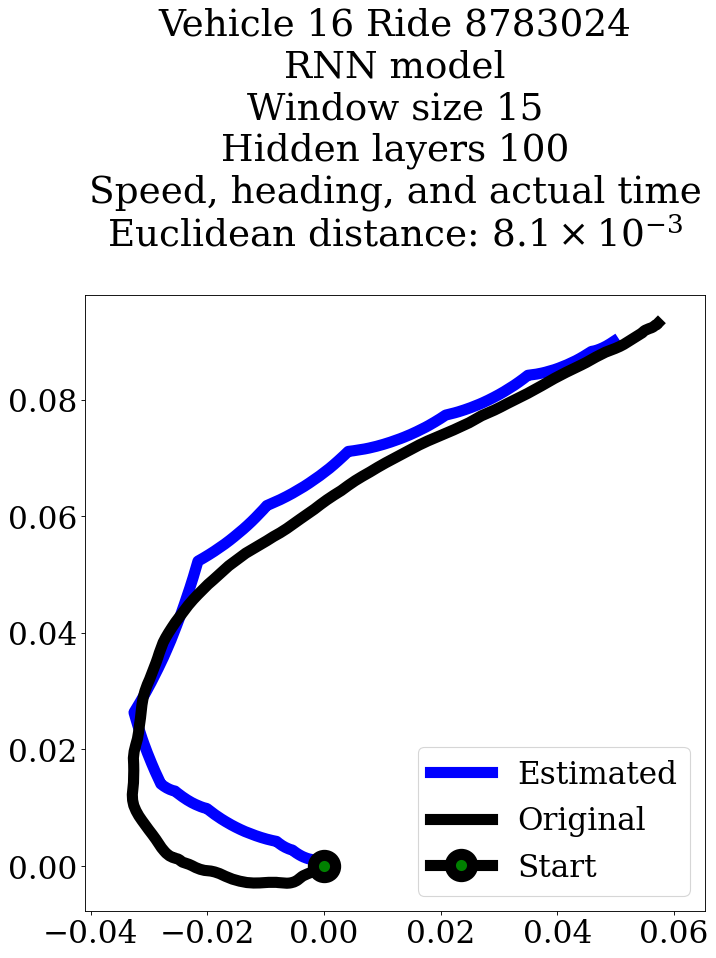 Vehicle 16 Ride 8783024
RNN model
Window size 15
Hidden layers 100
Speed, heading, and actual time
Euclidean distance: 8.1 × 10⁻³
0.08
0.06
0.04
0.02
0.00
Estimated
Original
Start
−0.04 −0.02 0.00 0.02 0.04 0.06